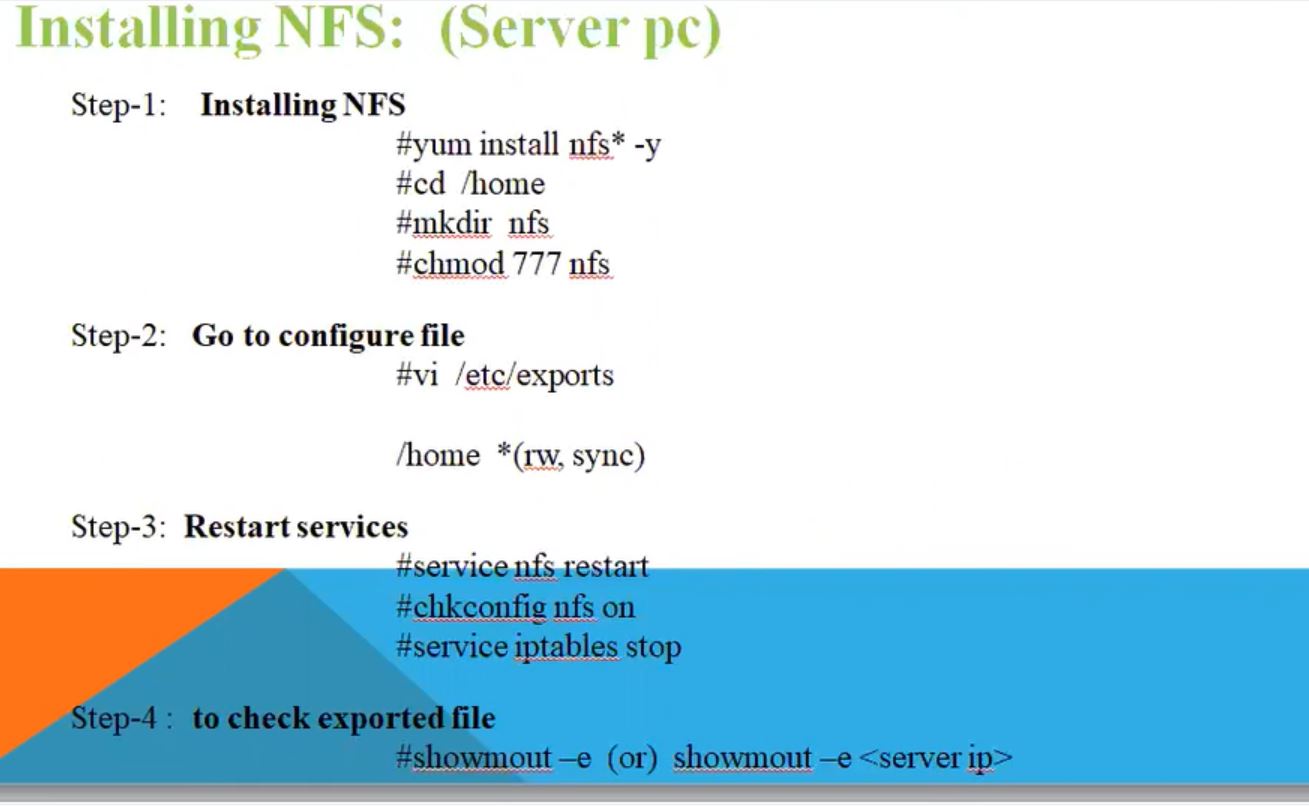 Installing NFS: (Server pc)
Step-1: Installing NFS
#yum install nfs* -y
#cd /home
#mkdir nfs
#chmod 777 nfs
Step-2: Go to configure file
#vi /etc/exports
/home *(rw, sync)
Step-3: Restart services
#service nfs restart
#chkconfig nfs on
#service iptables stop
Step-4 : to check exported file
#showmout –e (or) showmout –e <server ip>